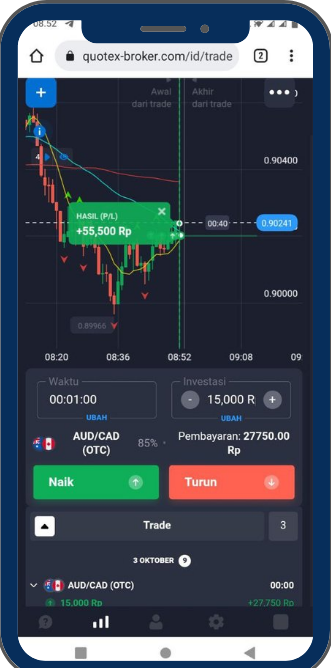 08.52
quotex-broker.com/id/trade
2
Awal
dari trade
Akhir
dari trade
0.90400
4
HASIL (P/L)
+55,500 Rp
00:40
0.90241
0.90000
0.89966
08:20
08:36
08:52
09:08
09
Waktu
00:01:00
UBAH
Investasi
- 15,000 R +
UBAH
AUD/CAD
(OTC)
85%
Pembayaran: 27750.00
Rp
Naik
Turun
Trade
3
3 OKTOBER 9
AUD/CAD (OTC)
00:00
15,000 Rp
+27,750 Rp